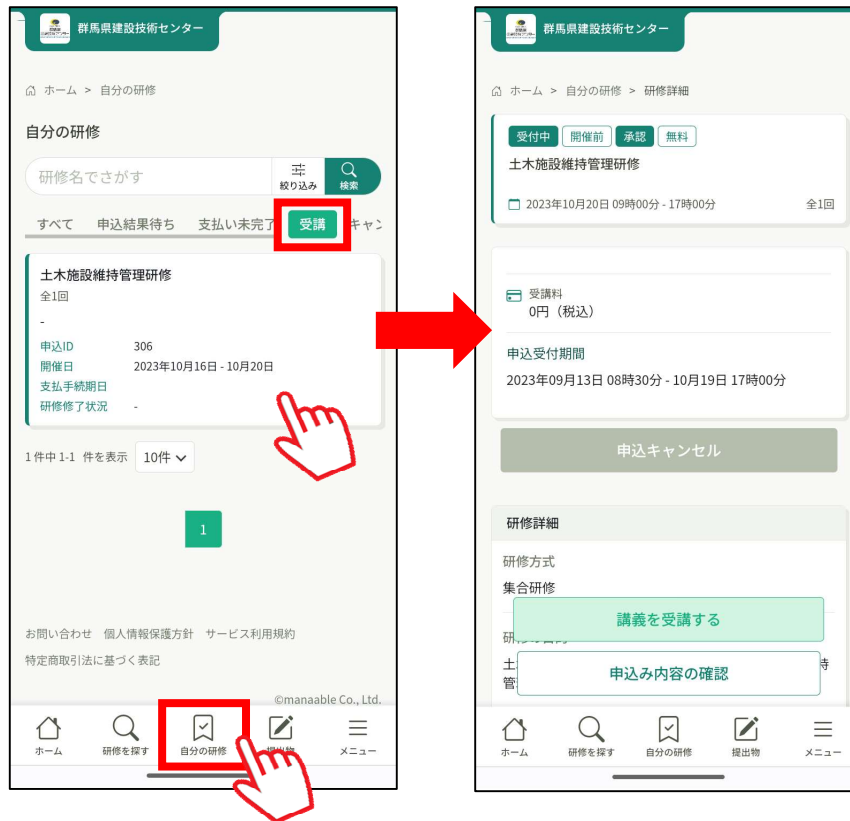 群馬県建設技術センター
ホーム > 自分の研修
自分の研修
研修名でさがす
絞り込み
検索
すべて 申込結果待ち 支払い未完了 受講 キャン
土木施設維持管理研修
全1回
-
申込ID 306
開催日 2023年10月16日 - 10月20日
支払手続期日
研修修了状況 -
1 件中 1-1 件を表示 10件
1
お問い合わせ 個人情報保護方針 サービス利用規約
特定商取引法に基づく表記
©manaable Co., Ltd.
ホーム 研修を探す 自分の研修 提出物 メニュー
群馬県建設技術センター
ホーム > 自分の研修 > 研修詳細
受付中 開催前 承認 無料
土木施設維持管理研修
2023年10月20日 09時00分 - 17時00分 全1回
受講料
0円（税込）
申込受付期間
2023年09月13日 08時30分 - 10月19日 17時00分
申込キャンセル
研修詳細
研修方式
集合研修
講義を受講する
研
土
申込み内容の確認
管
ホーム 研修を探す 自分の研修 提出物 メニュー